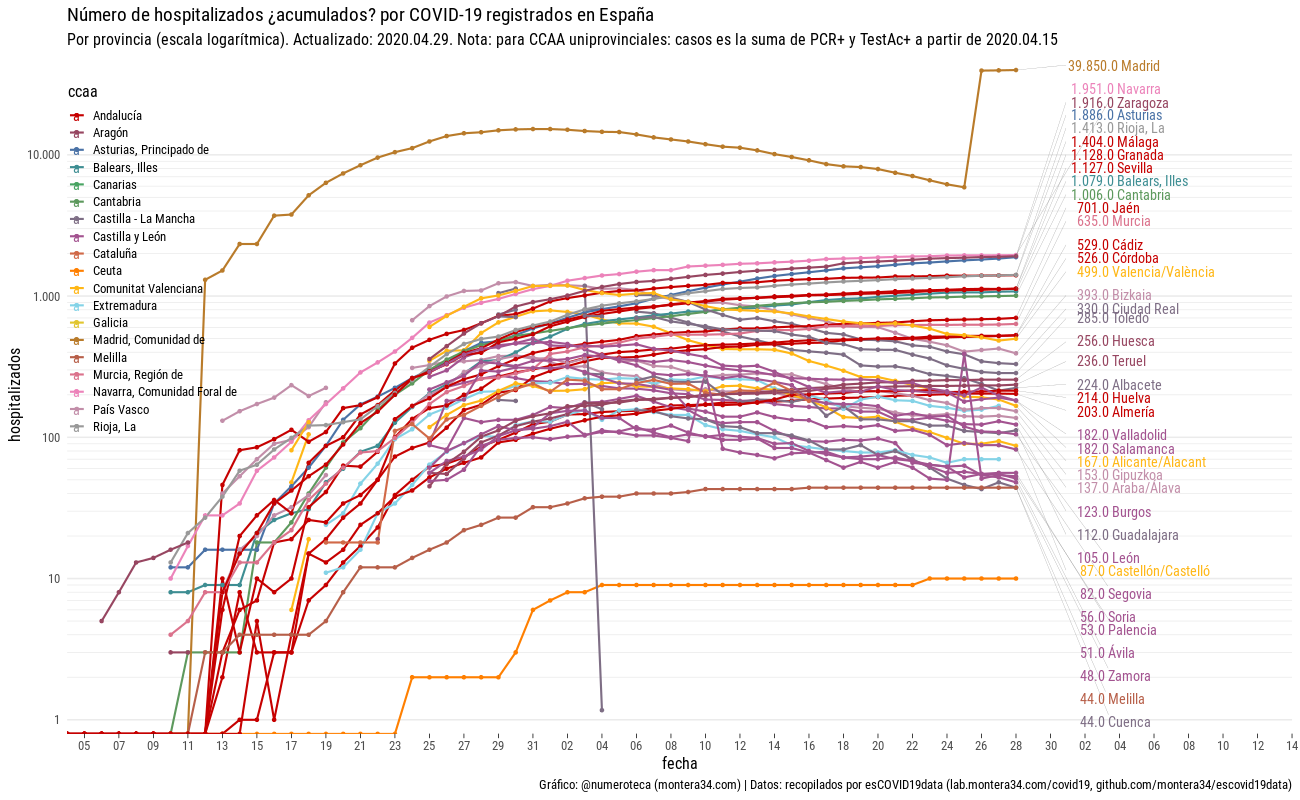 Número de hospitalizados ¿acumulados? por COVID-19 registrados en España
Por provincia (escala logarítmica). Actualizado: 2020.04.29. Nota: para CCAA uniprovinciales: casos es la suma de PCR+ y TestAc+ a partir de 2020.04.15
ccaa
Andalucía
Aragón
Asturias, Principado de
Balears, Illes
Canarias
Cantabria
Castilla - La Mancha
Castilla y León
Cataluña
Ceuta
Comunitat Valenciana
Extremadura
Galicia
Madrid, Comunidad de
Melilla
Murcia, Región de
Navarra, Comunidad Foral de
País Vasco
Rioja, La
hospitalizados
10.000
1.000
100
10
1
39.850.0 Madrid
1.951.0 Navarra
1.916.0 Zaragoza
1.886.0 Asturias
1.413.0 Rioja, La
1.404.0 Málaga
1.128.0 Granada
1.127.0 Sevilla
1.079.0 Balears, Illes
1.006.0 Cantabria
701.0 Jaén
635.0 Murcia
529.0 Cádiz
526.0 Córdoba
499.0 Valencia/València
393.0 Bizkaia
330.0 Ciudad Real
285.0 Toledo
256.0 Huesca
236.0 Teruel
224.0 Albacete
214.0 Huelva
203.0 Almería
182.0 Valladolid
182.0 Salamanca
167.0 Alicante/Alacant
153.0 Gipuzkoa
137.0 Araba/Álava
123.0 Burgos
112.0 Guadalajara
105.0 León
87.0 Castellón/Castelló
82.0 Segovia
56.0 Soria
53.0 Palencia
51.0 Ávila
48.0 Zamora
44.0 Melilla
44.0 Cuenca
05 07 09 11 13 15 17 19 21 23 25 27 29 31 02 04 06 08 10 12 14 16 18 20 22 24 26 28 30 02 04 06 08 10 12 14
fecha
Gráfico: @numeroteca (montera34.com) | Datos: recopilados por esCOVID19data (lab.montera34.com/covid19, github.com/montera34/escovid19data)